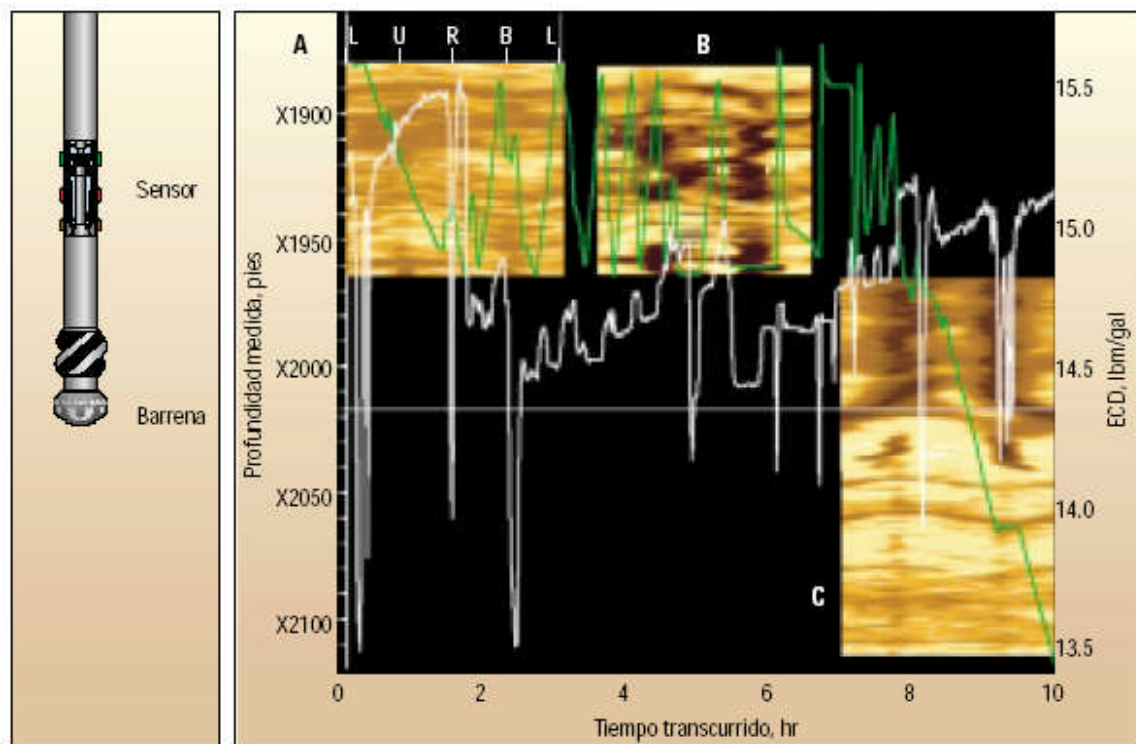 Sensor
Barrena
A
L U R B L
B
C
Profundidad medida, pies
X1900
X1950
X2000
X2050
X2100
15.5
15.0
14.5
14.0
13.5
ECD, lbm/gal
0 2 4 6 8 10
Tiempo transcurrido, hr